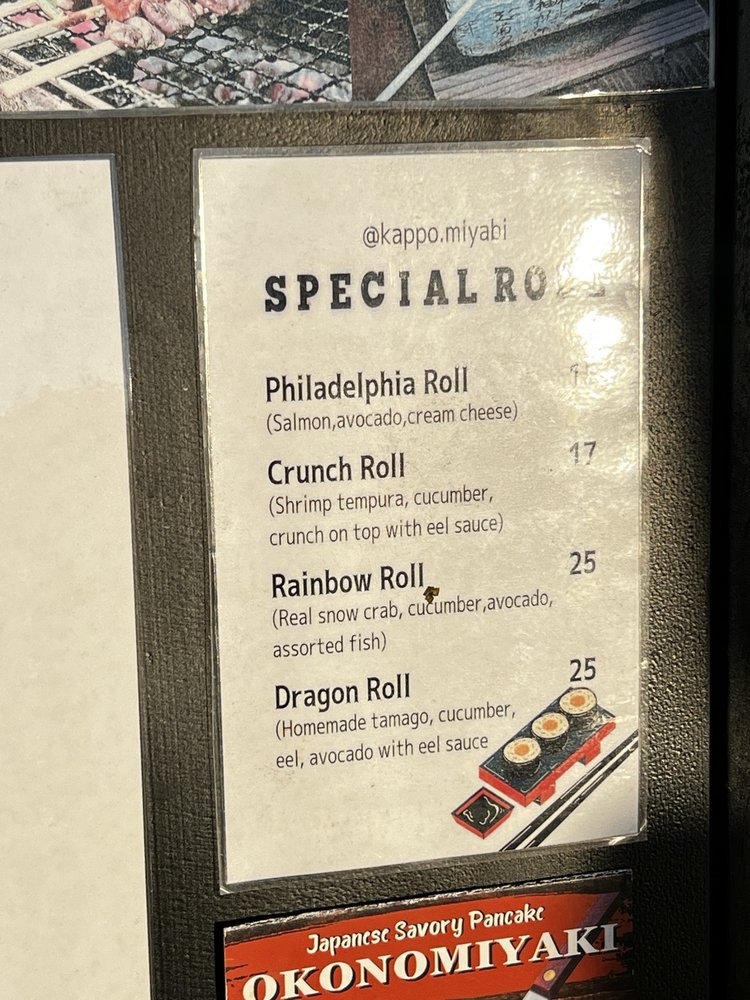 @kappo.miyabi
SPECIAL
Philadelphia Roll
(Salmon,avocado,cream cheese)
Crunch Roll 17
(Shrimp tempura, cucumber,
crunch on top with eel sauce)
Rainbow Roll 25
(Real snow crab, cucumber,avocado,
assorted fish)
Dragon Roll 25
(Homemade tamago, cucumber,
eel, avocado with eel sauce
Japanese Savory Pancake
OKONOMIYAKI